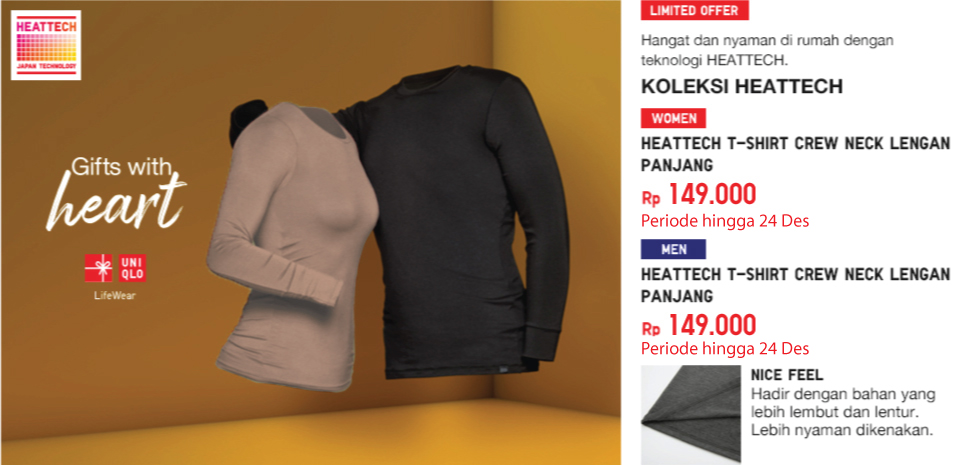 HEATTECH
JAPAN TECHNOLOGY
Gifts with
heart
UNI
QLO
LifeWear
LIMITED OFFER
Hangat dan nyaman di rumah dengan
teknologi HEATTECH.
KOLEKSI HEATTECH
WOMEN
HEATTECH T-SHIRT CREW NECK LENGAN
PANJANG
Rp 149.000
Periode hingga 24 Des
MEN
HEATTECH T-SHIRT CREW NECK LENGAN
PANJANG
Rp 149.000
Periode hingga 24 Des
NICE FEEL
Hadir dengan bahan yang
lebih lembut dan lentur.
Lebih nyaman dikenakan.